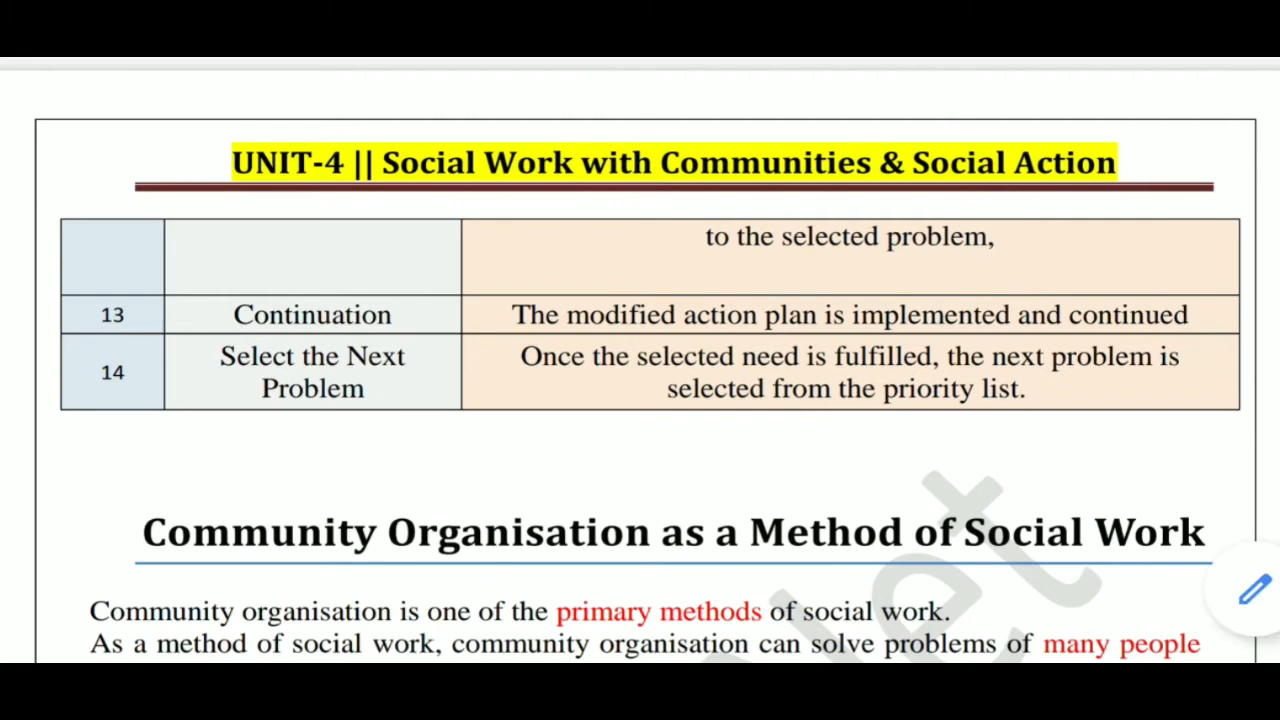 UNIT-4 || Social Work with Communities & Social Action
to the selected problem,
13 Continuation The modified action plan is implemented and continued
14 Select the Next Problem Once the selected need is fulfilled, the next problem is
selected from the priority list.
Community Organisation as a Method of Social Work
Community organisation is one of the primary methods of social work.
As a method of social work, community organisation can solve problems of many people
Net